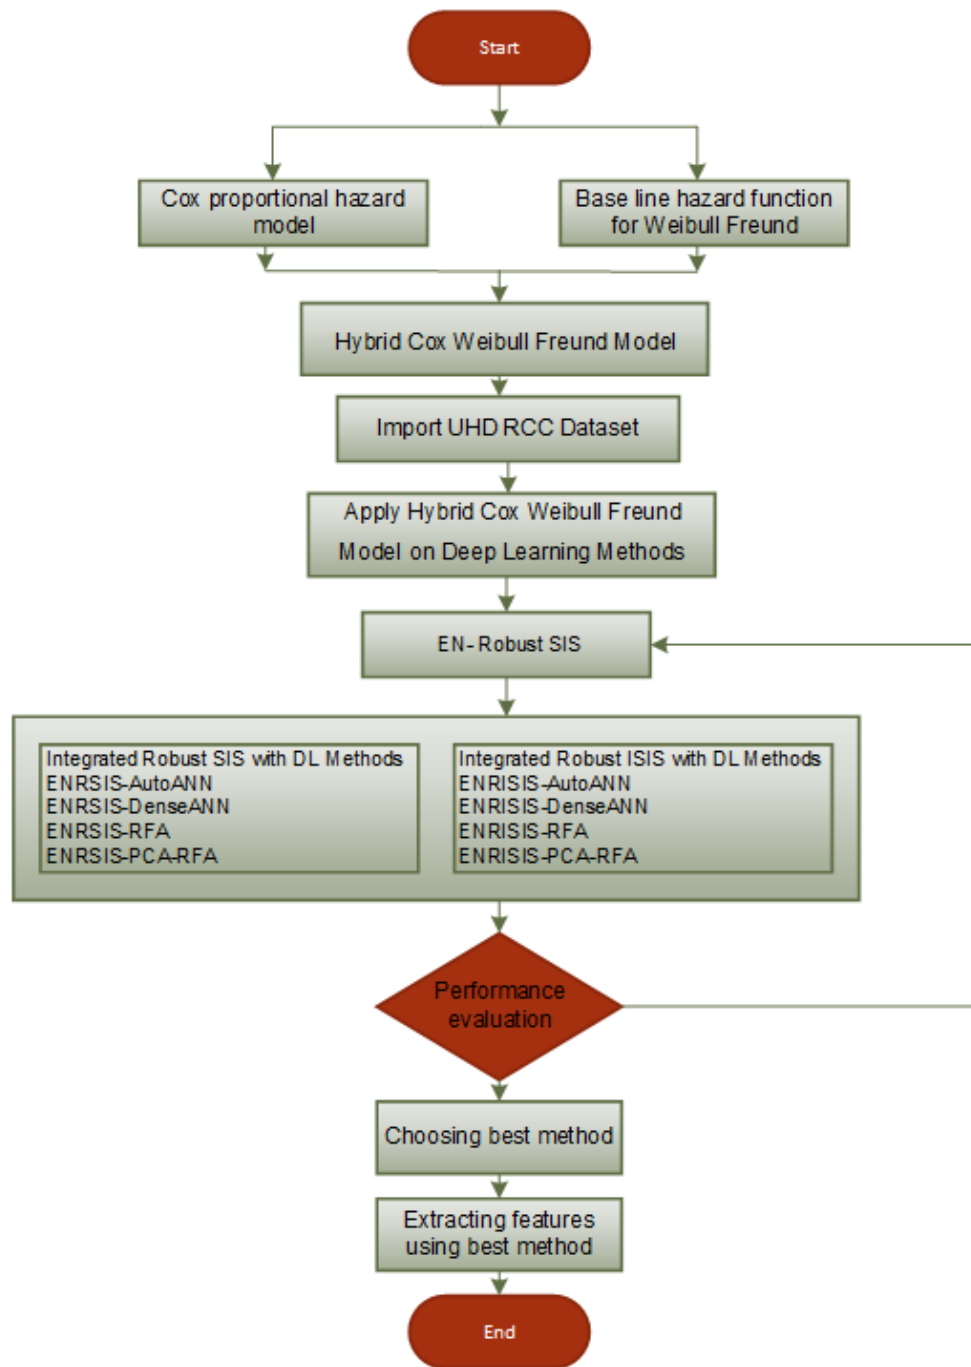 Start
Cox proportional hazard
model
Base line hazard function
for Weibull Freund
Hybrid Cox Weibull Freund Model
Import UHD RCC Dataset
Apply Hybrid Cox Weibull Freund
Model on Deep Learning Methods
EN- Robust SIS
Integrated Robust SIS with DL Methods
ENRSIS-AutoANN
ENRSIS-DenseANN
ENRSIS-RFA
ENRSIS-PCA-RFA
Integrated Robust ISIS with DL Methods
ENRISIS-AutoANN
ENRISIS-DenseANN
ENRISIS-RFA
ENRISIS-PCA-RFA
Performance
evaluation
Choosing best method
Extracting features
using best method
End